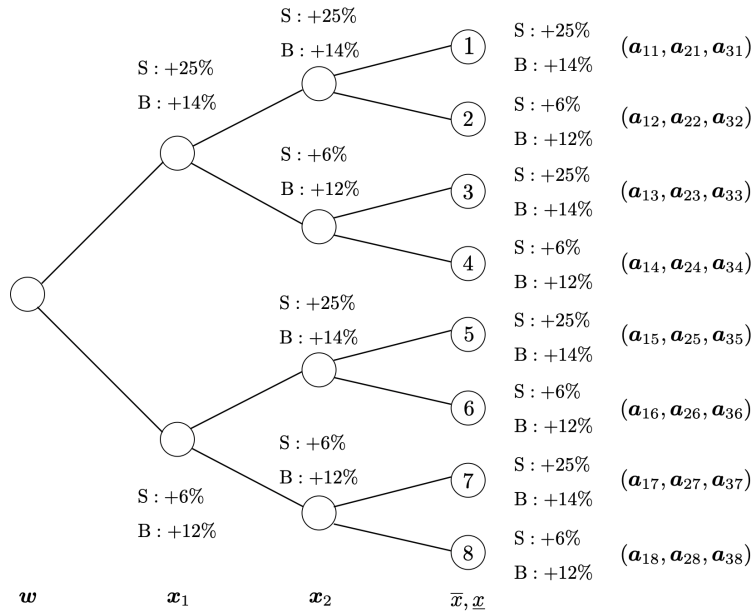 S : +25%
B : +14%
S : +25%
B : +14%
1
S : +25%
B : +14%
(a₁₁, a₂₁, a₃₁)
2
S : +6%
B : +12%
(a₁₂, a₂₂, a₃₂)
S : +6%
B : +12%
3
S : +25%
B : +14%
(a₁₃, a₂₃, a₃₃)
4
S : +6%
B : +12%
(a₁₄, a₂₄, a₃₄)
S : +25%
B : +14%
5
S : +25%
B : +14%
(a₁₅, a₂₅, a₃₅)
6
S : +6%
B : +12%
(a₁₆, a₂₆, a₃₆)
S : +6%
B : +12%
S : +6%
B : +12%
7
S : +25%
B : +14%
(a₁₇, a₂₇, a₃₇)
8
S : +6%
B : +12%
(a₁₈, a₂₈, a₃₈)
w x₁ x₂ x̅, x̲